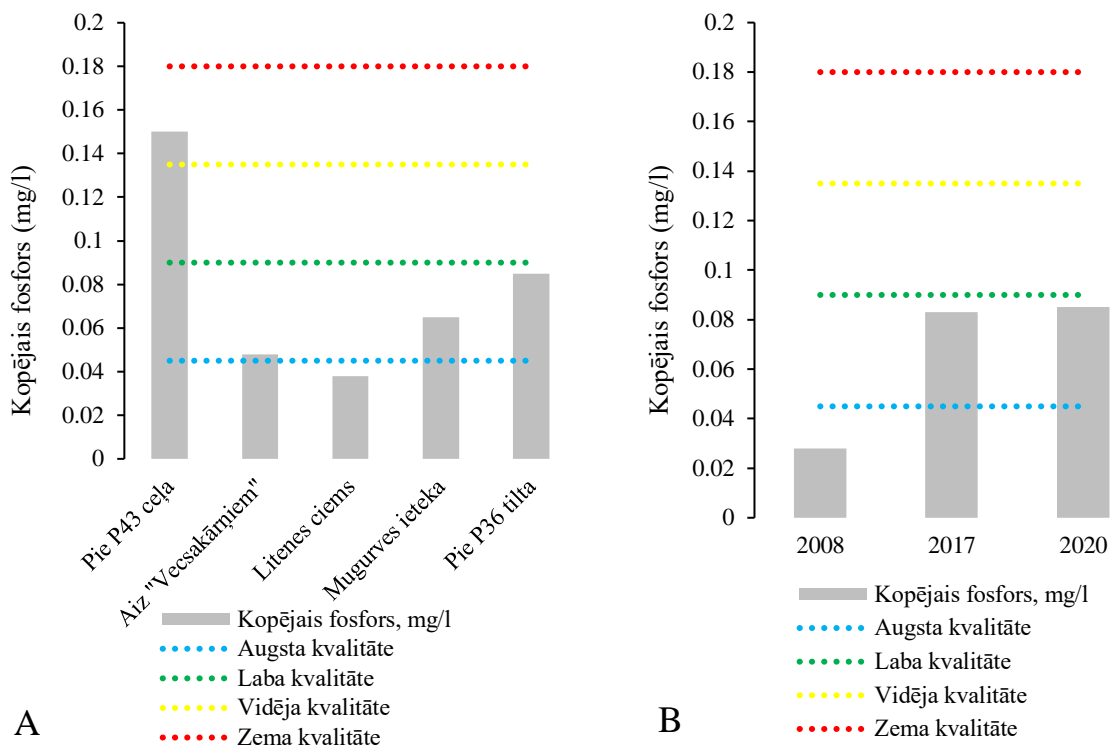 Kopējais fosfors (mg/l)
0.2
0.18
0.16
0.14
0.12
0.1
0.08
0.06
0.04
0.02
0
Pie P43 ceļa
Aiz "Vecsakārņiem"
Litenes ciems
Mugurves ieteka
Pie P36 tilta
Kopējais fosfors, mg/l
Augsta kvalitāte
Laba kvalitāte
Vidēja kvalitāte
Zema kvalitāte
A
Kopējais fosfors (mg/l)
0.2
0.18
0.16
0.14
0.12
0.1
0.08
0.06
0.04
0.02
0
2008
2017
2020
Kopējais fosfors, mg/l
Augsta kvalitāte
Laba kvalitāte
Vidēja kvalitāte
Zema kvalitāte
B